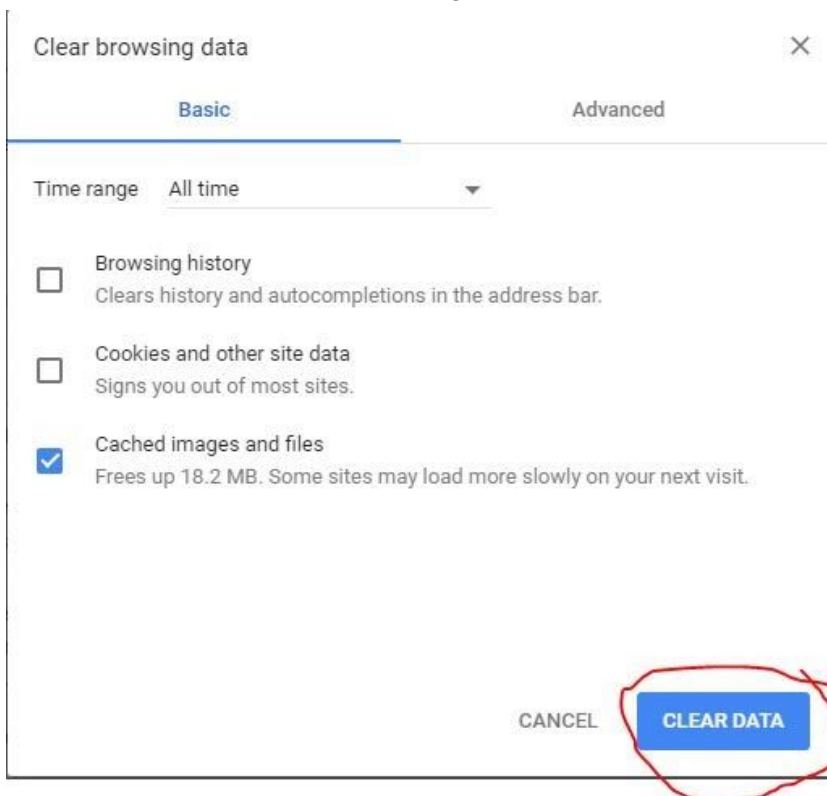 Clear browsing data
Basic Advanced
Time range All time
Browsing history
Clears history and autocompletions in the address bar.
Cookies and other site data
Signs you out of most sites.
Cached images and files
Frees up 18.2 MB. Some sites may load more slowly on your next visit.
CANCEL CLEAR DATA